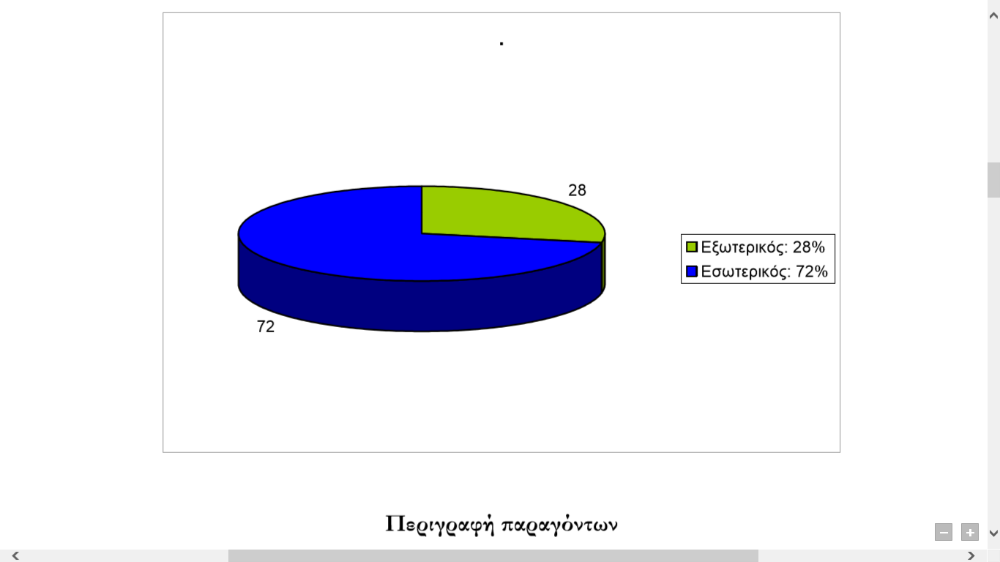 .
28
Εξωτερικός: 28%
Εσωτερικός: 72%
72
Περιγραφή παραγόντων